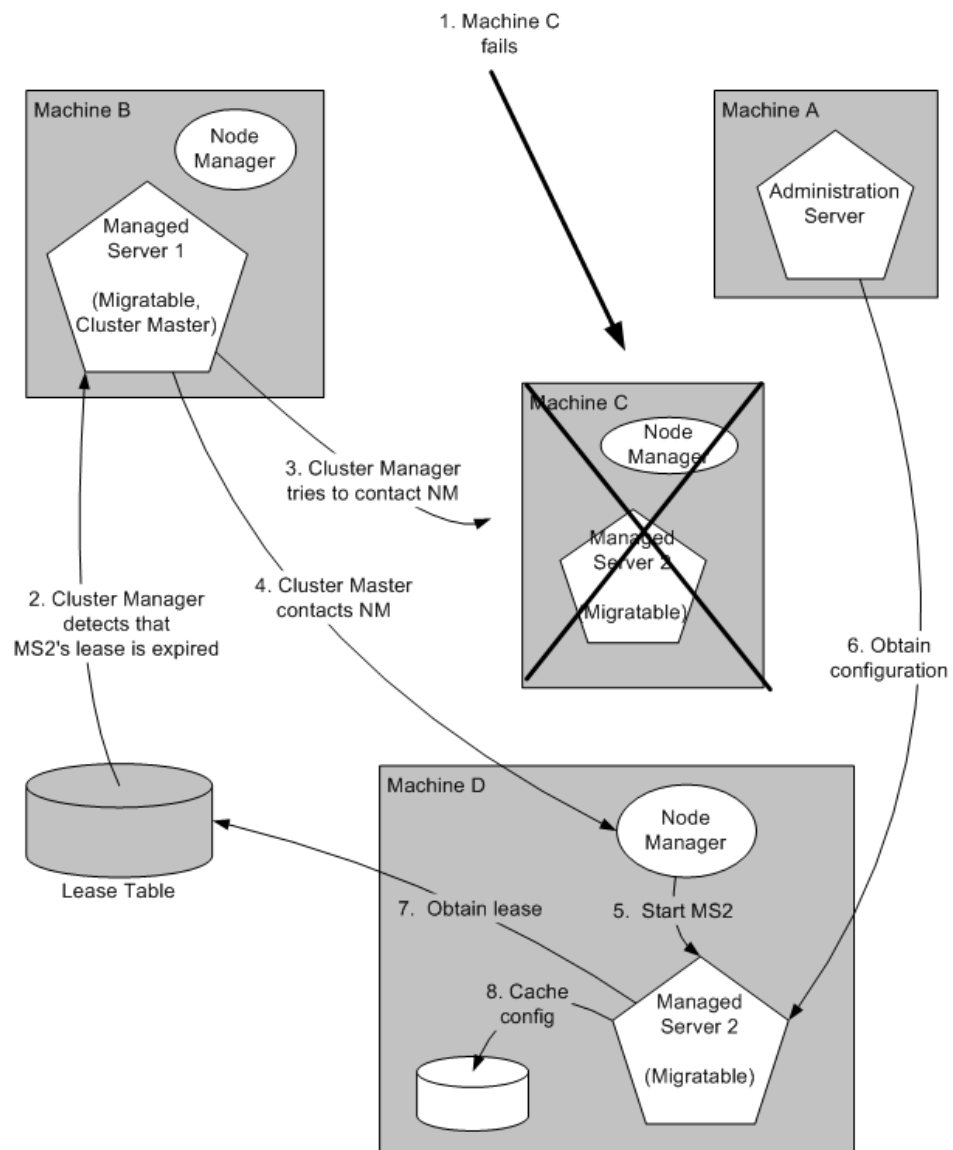 1. Machine C
fails
Machine B
Node
Manager
Managed
Server 1
(Migratable,
Cluster Master)
Machine A
Administration
Server
Machine C
Node
Manager
Managed
Server 2
(Migratable)
3. Cluster Manager
tries to contact NM
4. Cluster Master
contacts NM
2. Cluster Manager
detects that
MS2's lease is expired
6. Obtain
configuration
Lease Table
Machine D
Node
Manager
7. Obtain lease
5. Start MS2
8. Cache
config
Managed
Server 2
(Migratable)